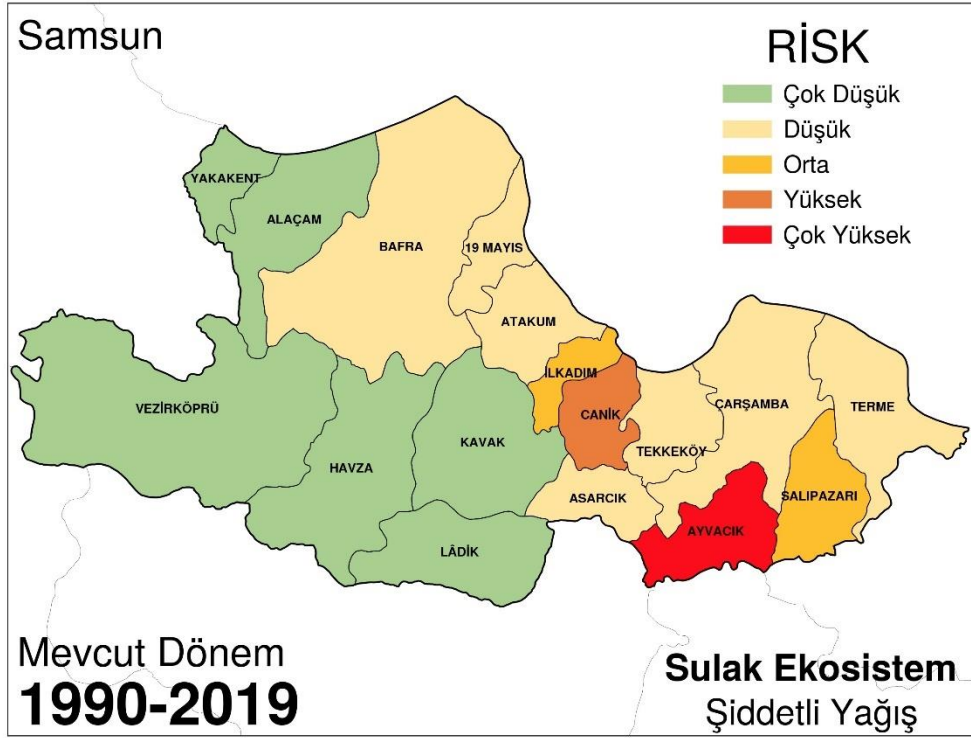 Samsun
RİSK
Çok Düşük
Düşük
Orta
Yüksek
Çok Yüksek
YAKAKENT
ALAÇAM
BAFRA
19 MAYIS
ATAKUM
İLKADIM
VEZİRKÖPRÜ
CANİK
ÇARŞAMBA
TERME
KAVAK
HAVZA
TEKKEKÖY
ASARCIK
SALIPAZARI
AYVACIK
LÂDİK
Mevcut Dönem
1990-2019
Sulak Ekosistem
Şiddetli Yağış